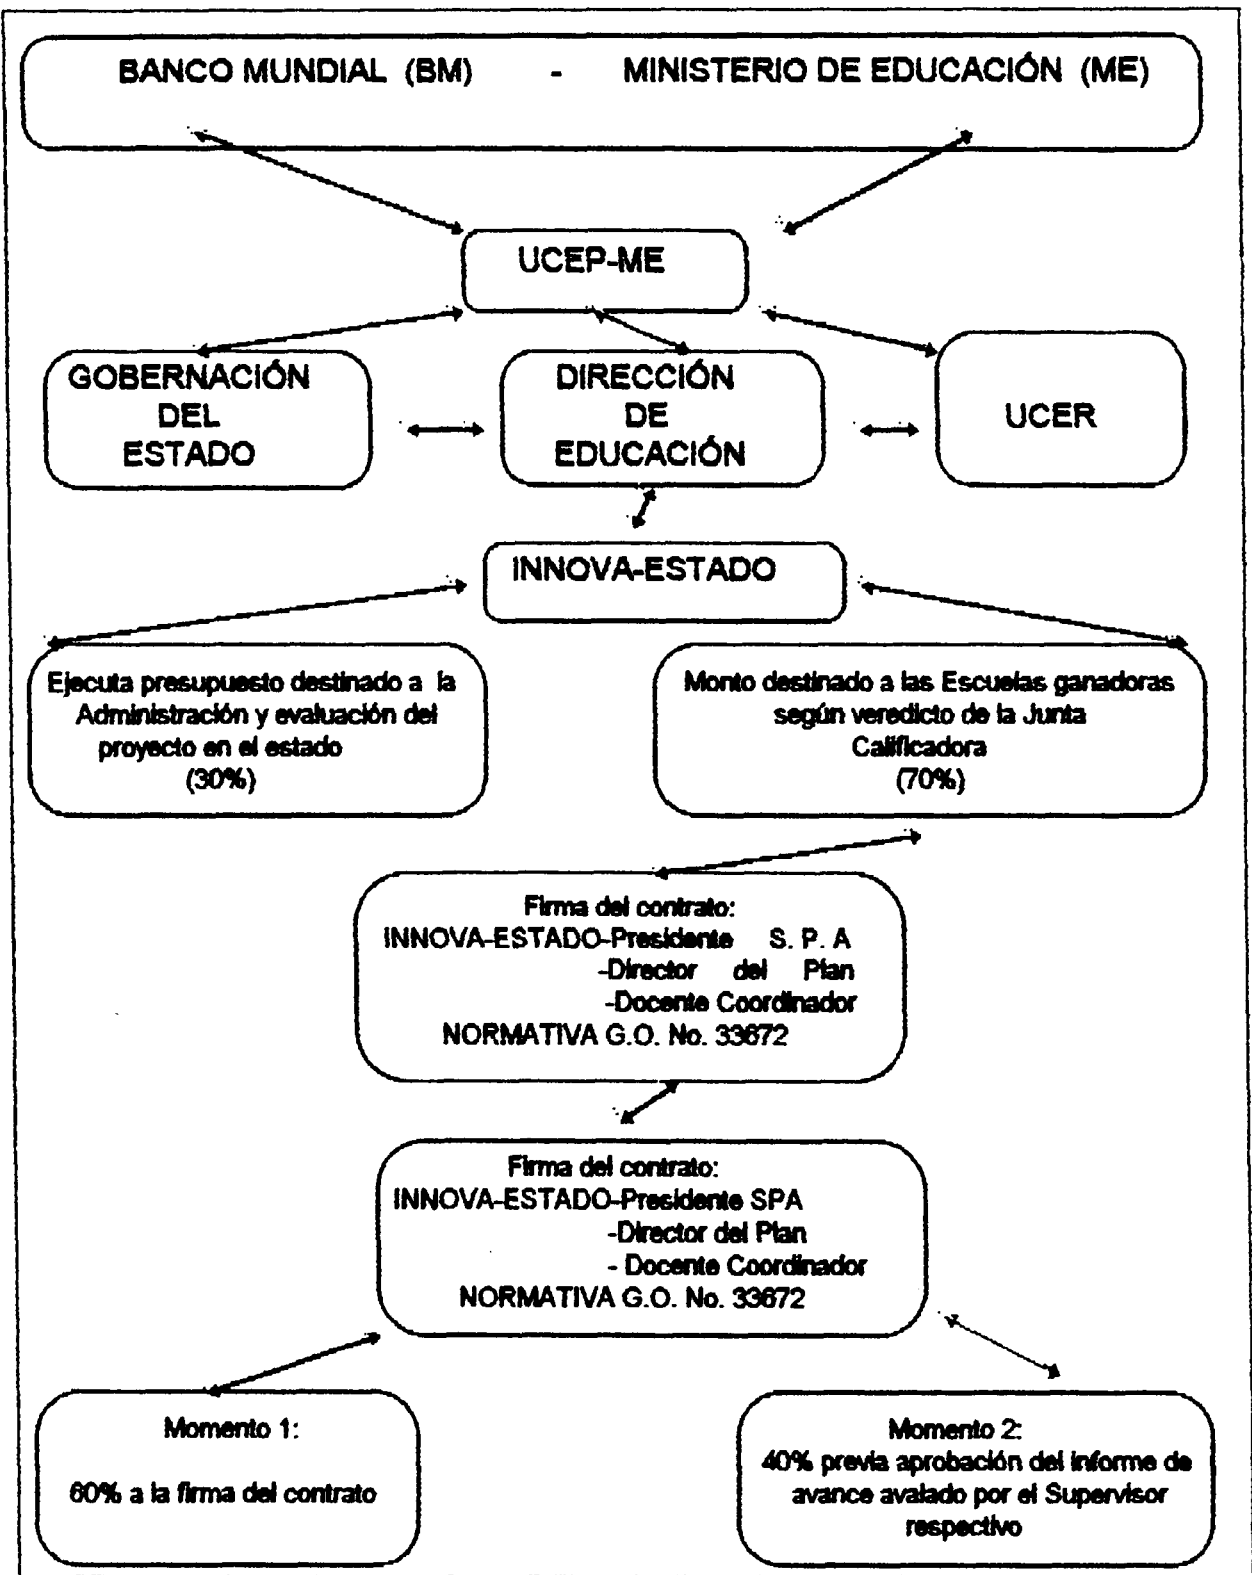 BANCO MUNDIAL (BM) - MINISTERIO DE EDUCACIÓN (ME)
UCEP-ME
GOBERNACIÓN
DEL
ESTADO
DIRECCIÓN
DE
EDUCACIÓN
UCER
INNOVA-ESTADO
Ejecuta presupuesto destinado a la
Administración y evaluación del
proyecto en el estado
(30%)
Monto destinado a las Escuelas ganadoras
según veredicto de la Junta
Calificadora
(70%)
Firma del contrato:
INNOVA-ESTADO-Presidente S. P. A
-Director del Plan
-Docente Coordinador
NORMATIVA G.O. No. 33672
Firma del contrato:
INNOVA-ESTADO-Presidente SPA
-Director del Plan
- Docente Coordinador
NORMATIVA G.O. No. 33672
Momento 1:
60% a la firma del contrato
Momento 2:
40% previa aprobación del informe de
avance avalado por el Supervisor
respectivo